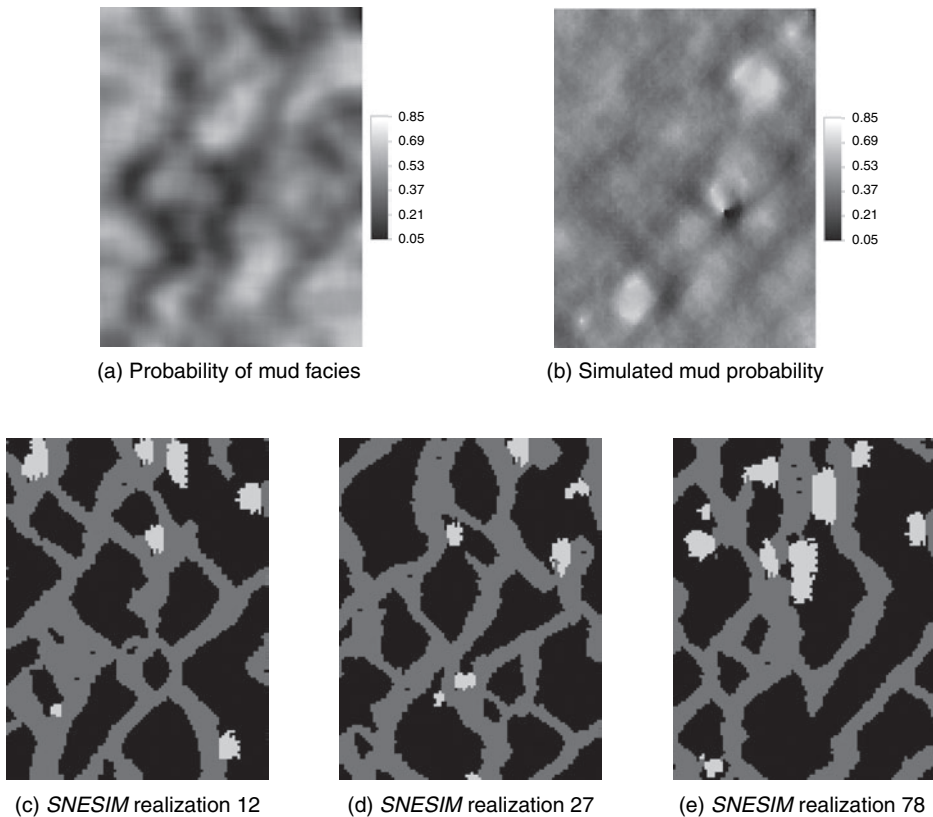 0.85
0.69
0.53
0.37
0.21
0.05
0.85
0.69
0.53
0.37
0.21
0.05
(a) Probability of mud facies
(b) Simulated mud probability
(c) SNESIM realization 12
(d) SNESIM realization 27
(e) SNESIM realization 78